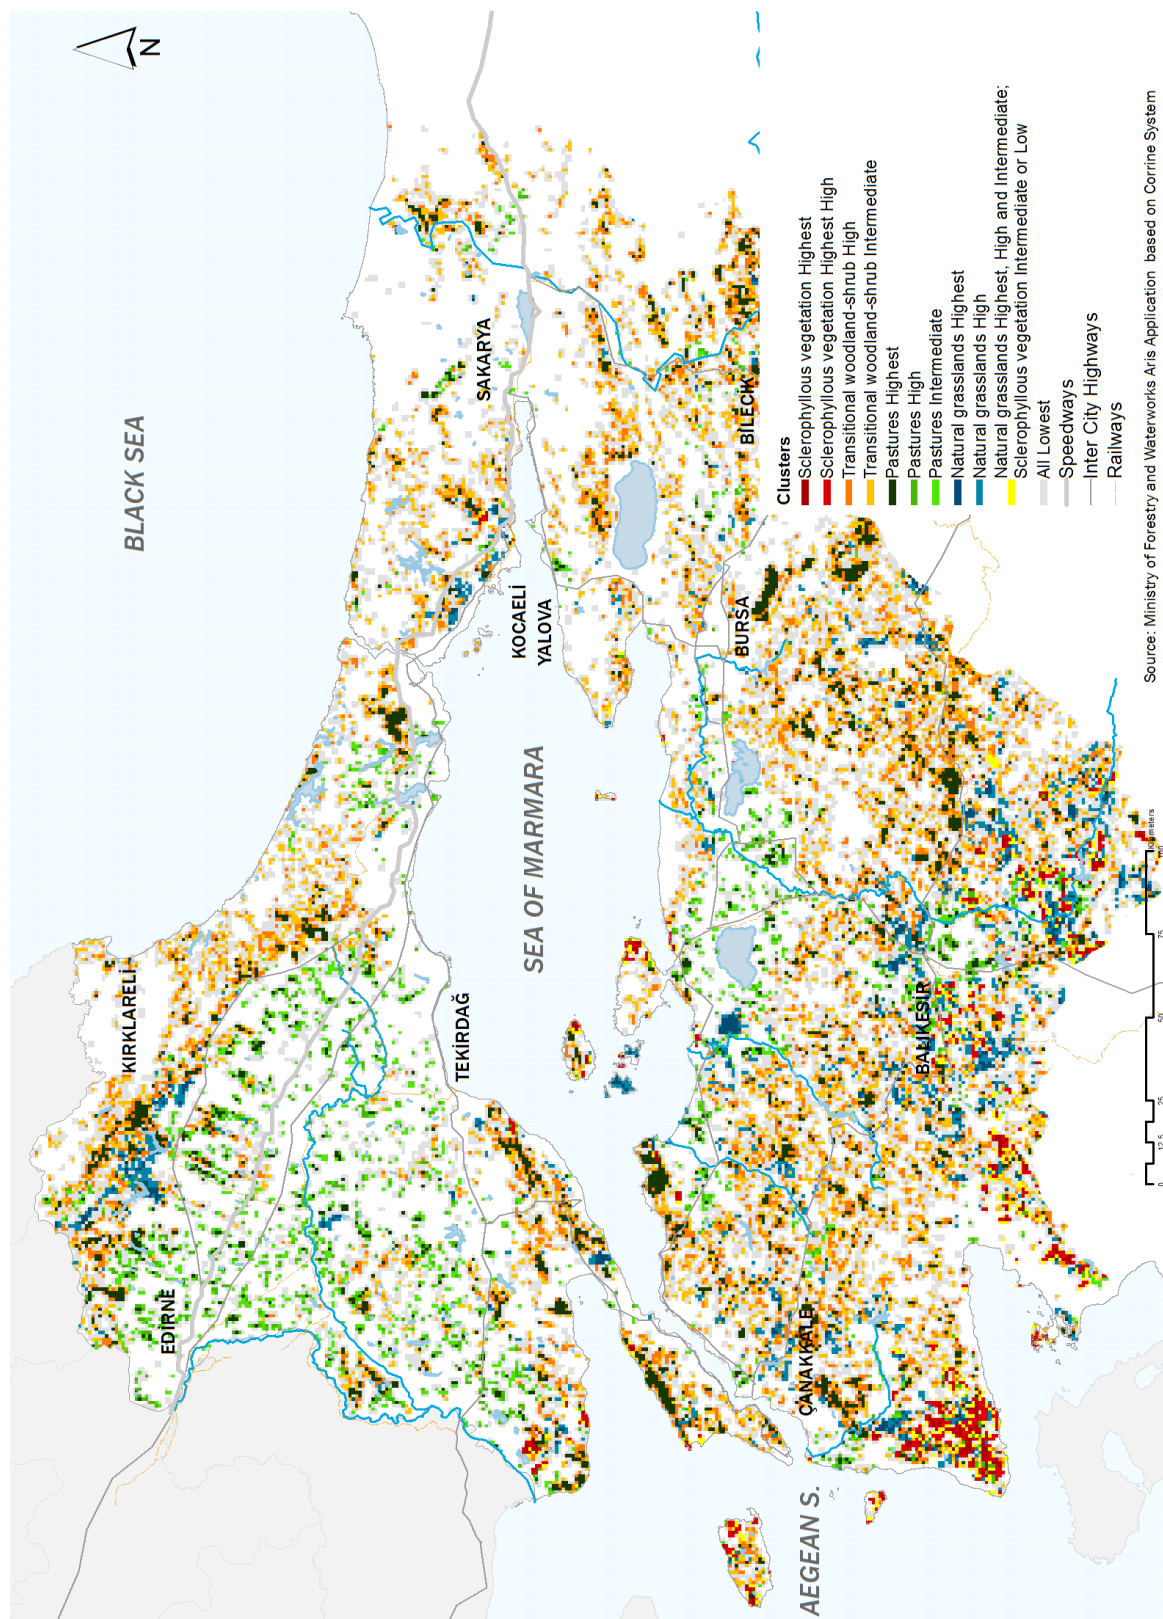 N
BLACK SEA
KIRKLARELİ
EDİRNE
TEKİRDAĞ
SAKARYA
KOCAELİ
YALOVA
SEA OF MARMARA
BİLECİK
BURSA
BALIKESİR
ÇANAKKALE
AEGEAN S.
Clusters
Sclerophyllous vegetation Highest
Sclerophyllous vegetation Highest High
Transitional woodland-shrub High
Transitional woodland-shrub Intermediate
Pastures Highest
Pastures High
Pastures Intermediate
Natural grasslands Highest
Natural grasslands High
Natural grasslands Highest, High and Intermediate;
Sclerophyllous vegetation Intermediate or Low
All Lowest
Speedways
Inter City Highways
Railways
0 12.5 25 50 75 100
Kilometers
Source: Ministry of Forestry and Waterworks Aris Application based on Corrine System